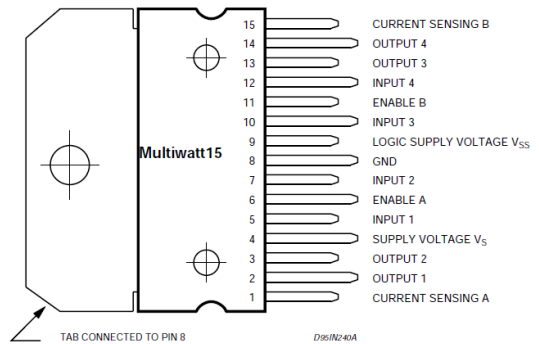 15 CURRENT SENSING B
14 OUTPUT 4
13 OUTPUT 3
12 INPUT 4
11 ENABLE B
10 INPUT 3
Multiwatt15
9 LOGIC SUPPLY VOLTAGE VSS
8 GND
7 INPUT 2
6 ENABLE A
5 INPUT 1
4 SUPPLY VOLTAGE VS
3 OUTPUT 2
2 OUTPUT 1
1 CURRENT SENSING A
TAB CONNECTED TO PIN 8
D95IN240A